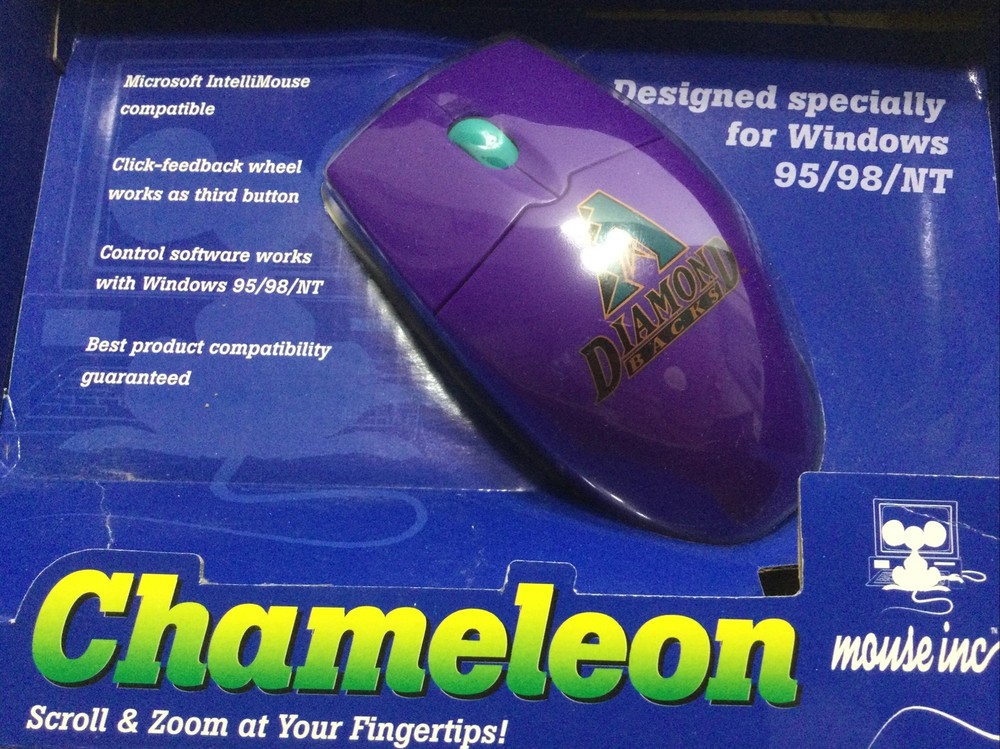 Microsoft IntelliMouse
compatible
Click-feedback wheel
works as third button
Control software works
with Windows 95/98/NT
Best product compatibility
guaranteed
Designed specially
for Windows
95/98/NT
A
DIAMOND
BACKS
mouse inc™
Chameleon
Scroll & Zoom at Your Fingertips!